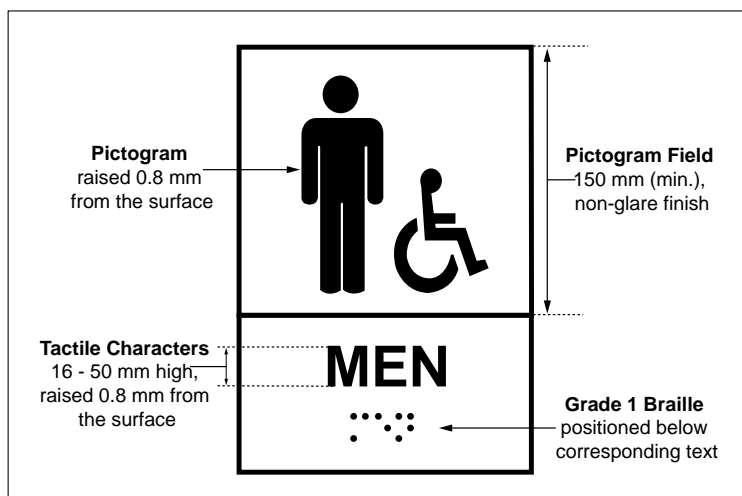 Pictogram
raised 0.8 mm
from the surface
Pictogram Field
150 mm (min.),
non-glare finish
Tactile Characters
16 - 50 mm high,
raised 0.8 mm from
the surface
MEN
Grade 1 Braille
positioned below
corresponding text